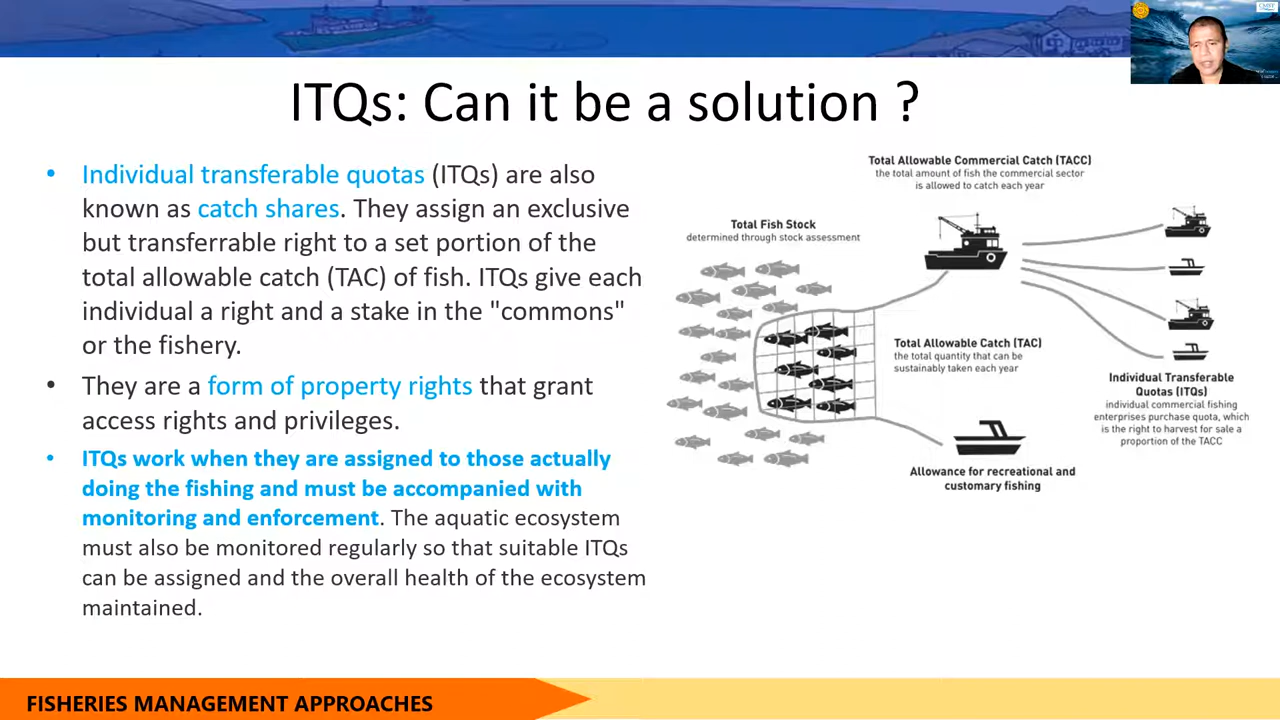 ITQs: Can it be a solution ?
Individual transferable quotas (ITQs) are also
known as catch shares. They assign an exclusive
but transferrable right to a set portion of the
total allowable catch (TAC) of fish. ITQs give each
individual a right and a stake in the "commons"
or the fishery.
They are a form of property rights that grant
access rights and privileges.
ITQs work when they are assigned to those actually
doing the fishing and must be accompanied with
monitoring and enforcement. The aquatic ecosystem
must also be monitored regularly so that suitable ITQs
can be assigned and the overall health of the ecosystem
maintained.
Total Allowable Commercial Catch (TACC)
the total amount of fish the commercial sector
is allowed to catch each year
Total Fish Stock
determined through stock assessment
Total Allowable Catch (TAC)
the total quantity that can be
sustainably taken each year
Individual Transferable
Quotas (ITQs)
individual commercial fishing
enterprises purchase quota, which
is the right to harvest for sale a
proportion of the TACC
Allowance for recreational and
customary fishing
FISHERIES MANAGEMENT APPROACHES